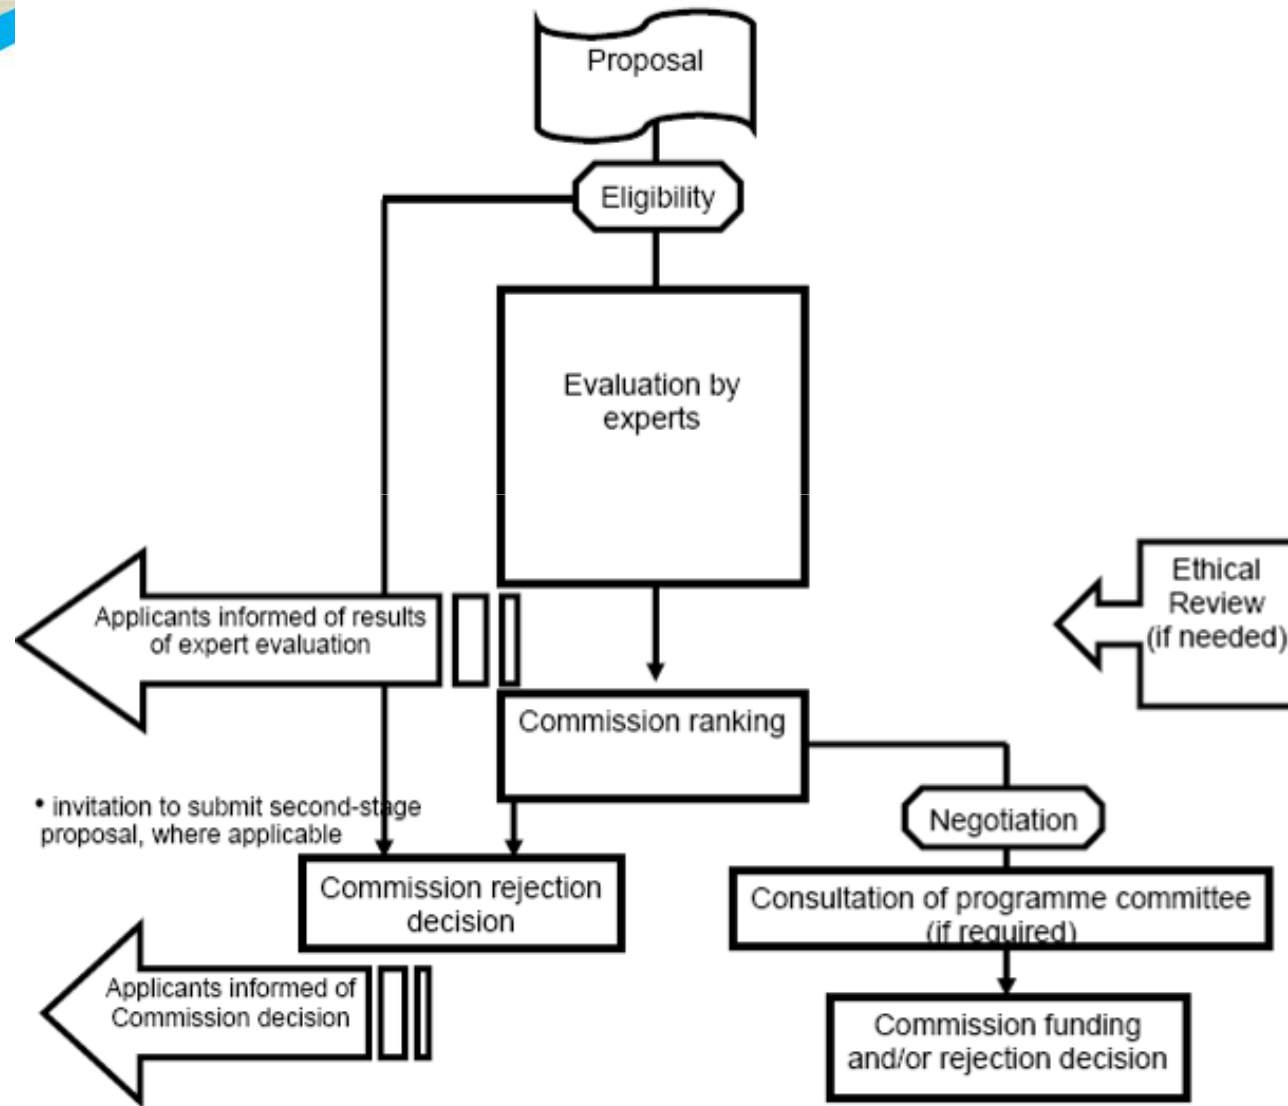 Proposal
Eligibility
Evaluation by
experts
Ethical
Review
(if needed)
Applicants informed of results
of expert evaluation
Commission ranking
• invitation to submit second-stage
proposal, where applicable
Negotiation
Commission rejection
decision
Consultation of programme committee
(if required)
Applicants informed of
Commission decision
Commission funding
and/or rejection decision